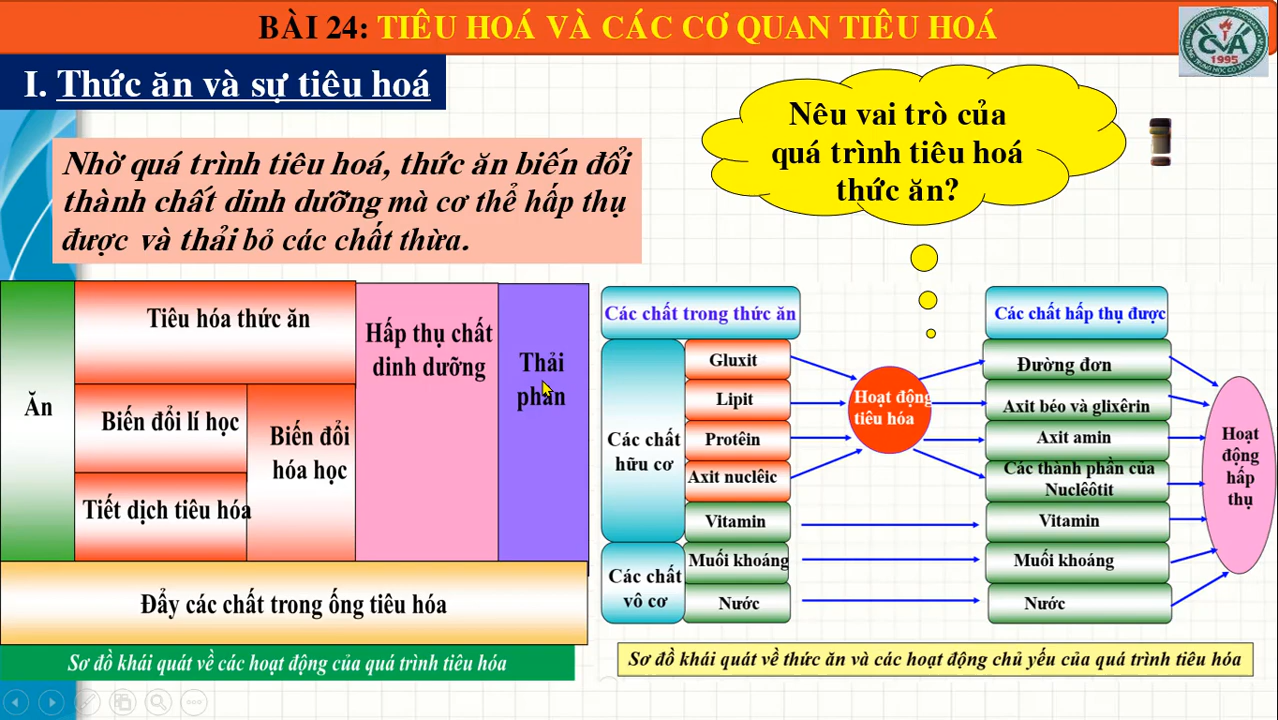 BÀI 24: TIÊU HOÁ VÀ CÁC CƠ QUAN TIÊU HOÁ
CVA
1995
I. Thức ăn và sự tiêu hoá
Nêu vai trò của
quá trình tiêu hoá
thức ăn?
Nhờ quá trình tiêu hoá, thức ăn biến đổi
thành chất dinh dưỡng mà cơ thể hấp thụ
được và thải bỏ các chất thừa.
Ăn
Tiêu hóa thức ăn
Biến đổi lí học
Tiết dịch tiêu hóa
Biến đổi
hóa học
Hấp thụ chất
dinh dưỡng
Thải
phân
Đẩy các chất trong ống tiêu hóa
Sơ đồ khái quát về các hoạt động của quá trình tiêu hóa
Các chất trong thức ăn
Các chất
hữu cơ
Gluxit
Lipit
Protêin
Axit nuclêic
Vitamin
Các chất
vô cơ
Muối khoáng
Nước
Hoạt động
tiêu hóa
Các chất hấp thụ được
Đường đơn
Axit béo và glixêrin
Axit amin
Các thành phần của
Nuclêôtit
Vitamin
Muối khoáng
Nước
Hoạt
động
hấp
thụ
Sơ đồ khái quát về thức ăn và các hoạt động chủ yếu của quá trình tiêu hóa